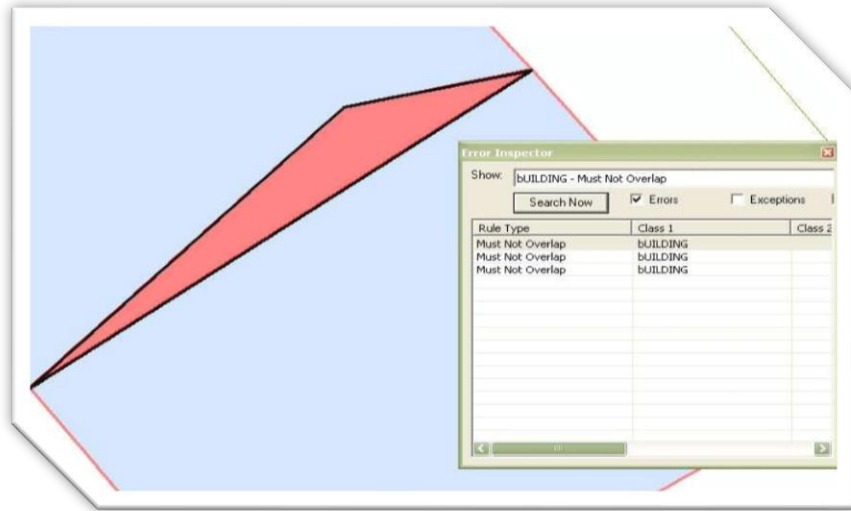 Error Inspector
Show: bUILDING - Must Not Overlap
Search Now Errors Exceptions
Rule Type Class 1 Class 2
Must Not Overlap bUILDING
Must Not Overlap bUILDING
Must Not Overlap bUILDING